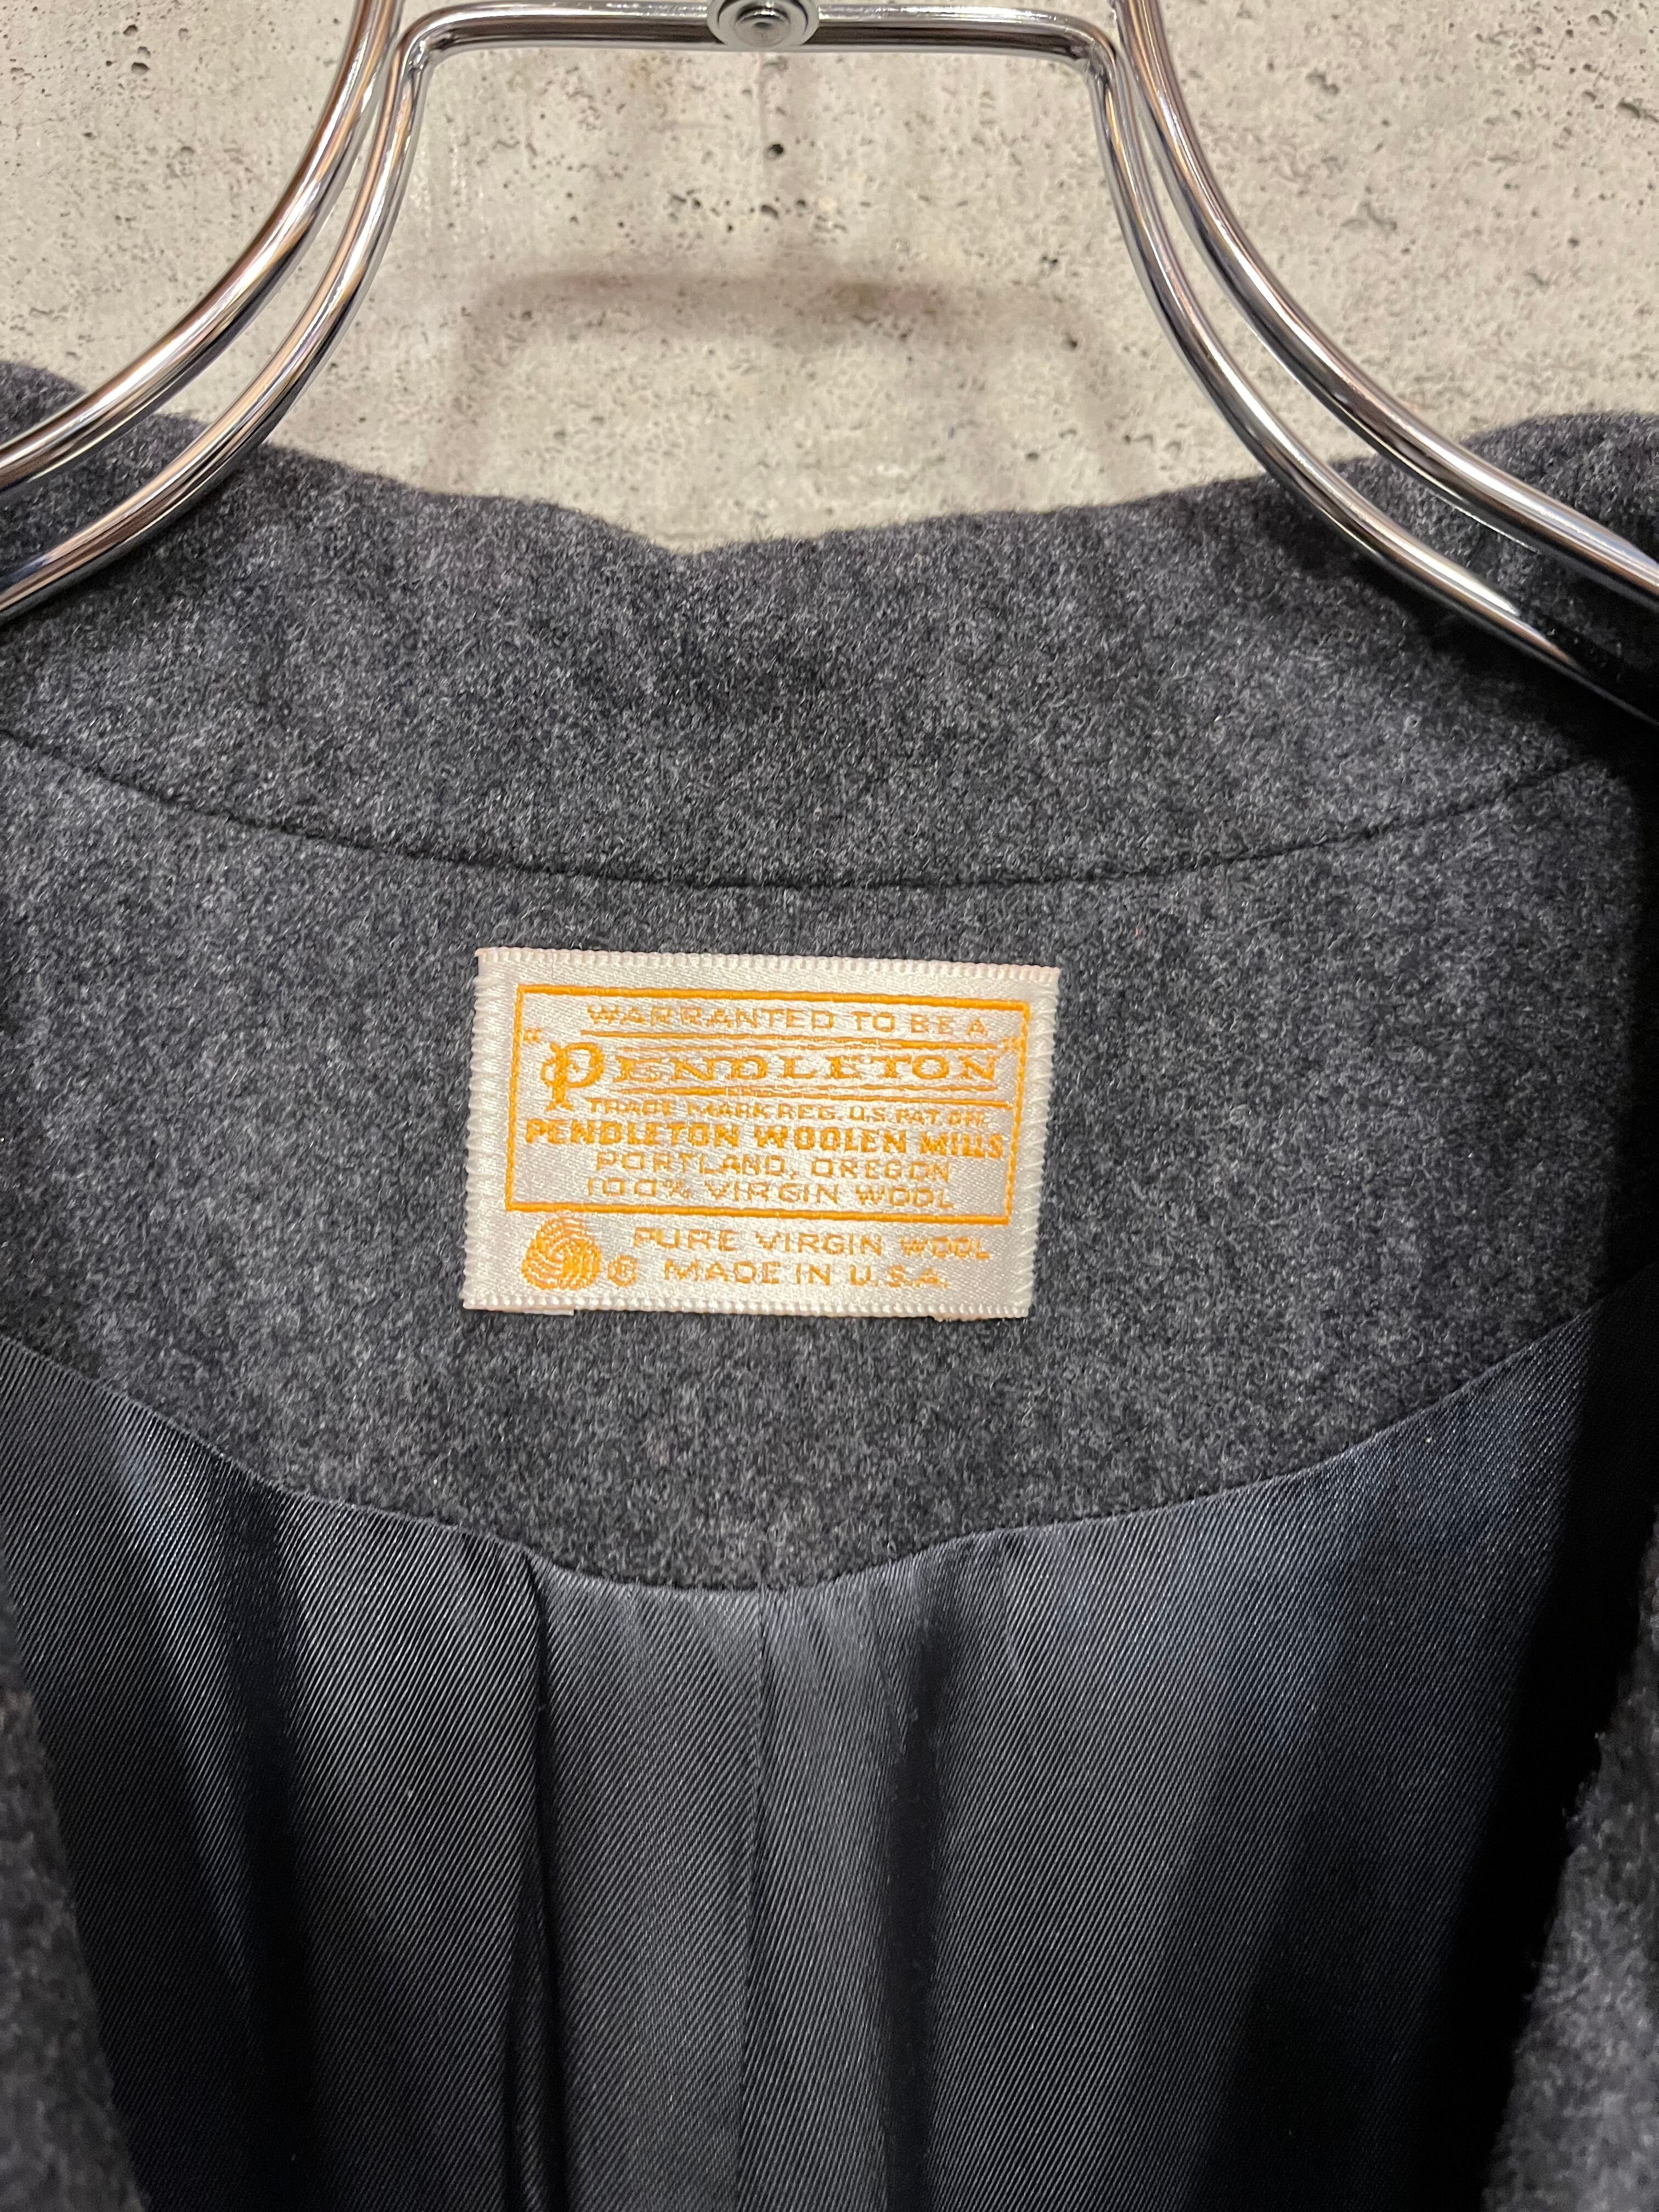 WARRANTED TO BE A
"PENDLETON"
TRADE MARK REG. U.S. PAT. OFF.
PENDLETON WOOLEN MILLS
PORTLAND, OREGON
100% VIRGIN WOOL
PURE VIRGIN WOOL
® MADE IN U.S.A.